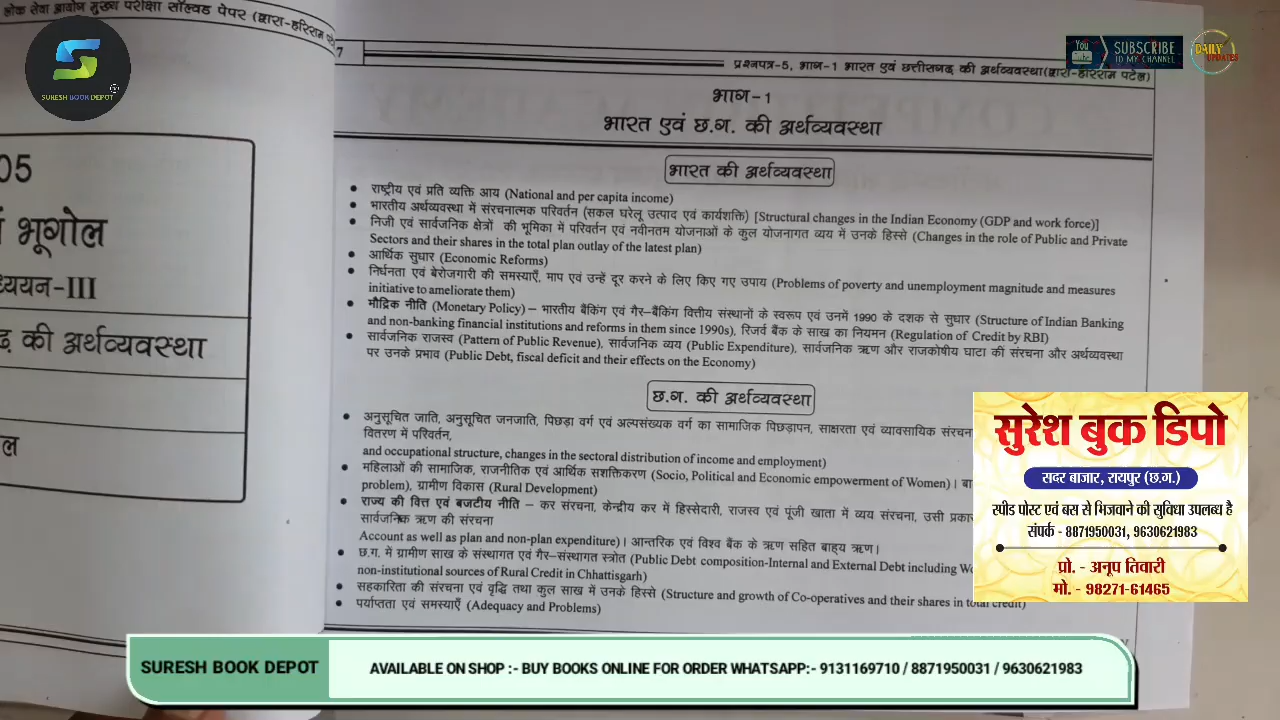 लोक सेवा आयोग मुख्य परीक्षा सॉल्वड पेपर (द्वारा-हरिराम
SURESH BOOK DEPOT
05
भूगोल
ध्ययन-III
की अर्थव्यवस्था
ल
7
प्रश्नपत्र-5, भाग-1 भारत एवं छत्तीसगढ़ की अर्थव्यवस्था(द्वारा-हरिराम पटेल)
You Tube SUBSCRIBE TO MY CHANNEL
DAILY UPDATES
भाग-1
भारत एवं छ.ग. की अर्थव्यवस्था
भारत की अर्थव्यवस्था
• राष्ट्रीय एवं प्रति व्यक्ति आय (National and per capita income)
• भारतीय अर्थव्यवस्था में संरचनात्मक परिवर्तन (सकल घरेलू उत्पाद एवं कार्यशक्ति) [Structural changes in the Indian Economy (GDP and work force)]
• निजी एवं सार्वजनिक क्षेत्रों की भूमिका में परिवर्तन एवं नवीनतम योजनाओं के कुल योजनागत व्यय में उनके हिस्से (Changes in the role of Public and Private
Sectors and their shares in the total plan outlay of the latest plan)
• आर्थिक सुधार (Economic Reforms)
• निर्धनता एवं बेरोजगारी की समस्याएँ, माप एवं उन्हें दूर करने के लिए किए गए उपाय (Problems of poverty and unemployment magnitude and measures
initiative to ameliorate them)
• मौद्रिक नीति (Monetary Policy) – भारतीय बैंकिंग एवं गैर–बैंकिंग वित्तीय संस्थानों के स्वरूप एवं उनमें 1990 के दशक से सुधार (Structure of Indian Banking
and non-banking financial institutions and reforms in them since 1990s), रिजर्व बैंक के साख का नियमन (Regulation of Credit by RBI)
• सार्वजनिक राजस्व (Pattern of Public Revenue), सार्वजनिक व्यय (Public Expenditure), सार्वजनिक ऋण और राजकोषीय घाटा की संरचना और अर्थव्यवस्था
पर उनके प्रभाव (Public Debt, fiscal deficit and their effects on the Economy)
छ.ग. की अर्थव्यवस्था
• अनुसूचित जाति, अनुसूचित जनजाति, पिछड़ा वर्ग एवं अल्पसंख्यक वर्ग का सामाजिक पिछड़ापन, साक्षरता एवं व्यावसायिक संरचन
वितरण में परिवर्तन,
and occupational structure, changes in the sectoral distribution of income and employment)
• महिलाओं की सामाजिक, राजनीतिक एवं आर्थिक सशक्तिकरण (Socio, Political and Economic empowerment of Women)। बा
problem), ग्रामीण विकास (Rural Development)
• राज्य की वित्त एवं बजटीय नीति – कर संरचना, केन्द्रीय कर में हिस्सेदारी, राजस्व एवं पूंजी खाता में व्यय संरचना, उसी प्रकार
सार्वजनिक ऋण की संरचना
Account as well as plan and non-plan expenditure)। आन्तरिक एवं विश्व बैंक के ऋण सहित बाह्य ऋण।
• छ.ग. में ग्रामीण साख के संस्थागत एवं गैर–संस्थागत स्त्रोत (Public Debt composition-Internal and External Debt including Wo
non-institutional sources of Rural Credit in Chhattisgarh)
• सहकारिता की संरचना एवं वृद्धि तथा कुल साख में उनके हिस्से (Structure and growth of Co-operatives and their shares in total credit)
• पर्याप्तता एवं समस्याएँ (Adequacy and Problems)
सुरेश बुक डिपो
सदर बाजार, रायपुर (छ.ग.)
स्पीड पोस्ट एवं बस से भिजवाने की सुविधा उपलब्ध है
संपर्क - 8871950031, 9630621983
प्रो. - अनूप तिवारी
मो. - 98271-61465
SURESH BOOK DEPOT
AVAILABLE ON SHOP :- BUY BOOKS ONLINE FOR ORDER WHATSAPP:- 9131169710 / 8871950031 / 9630621983